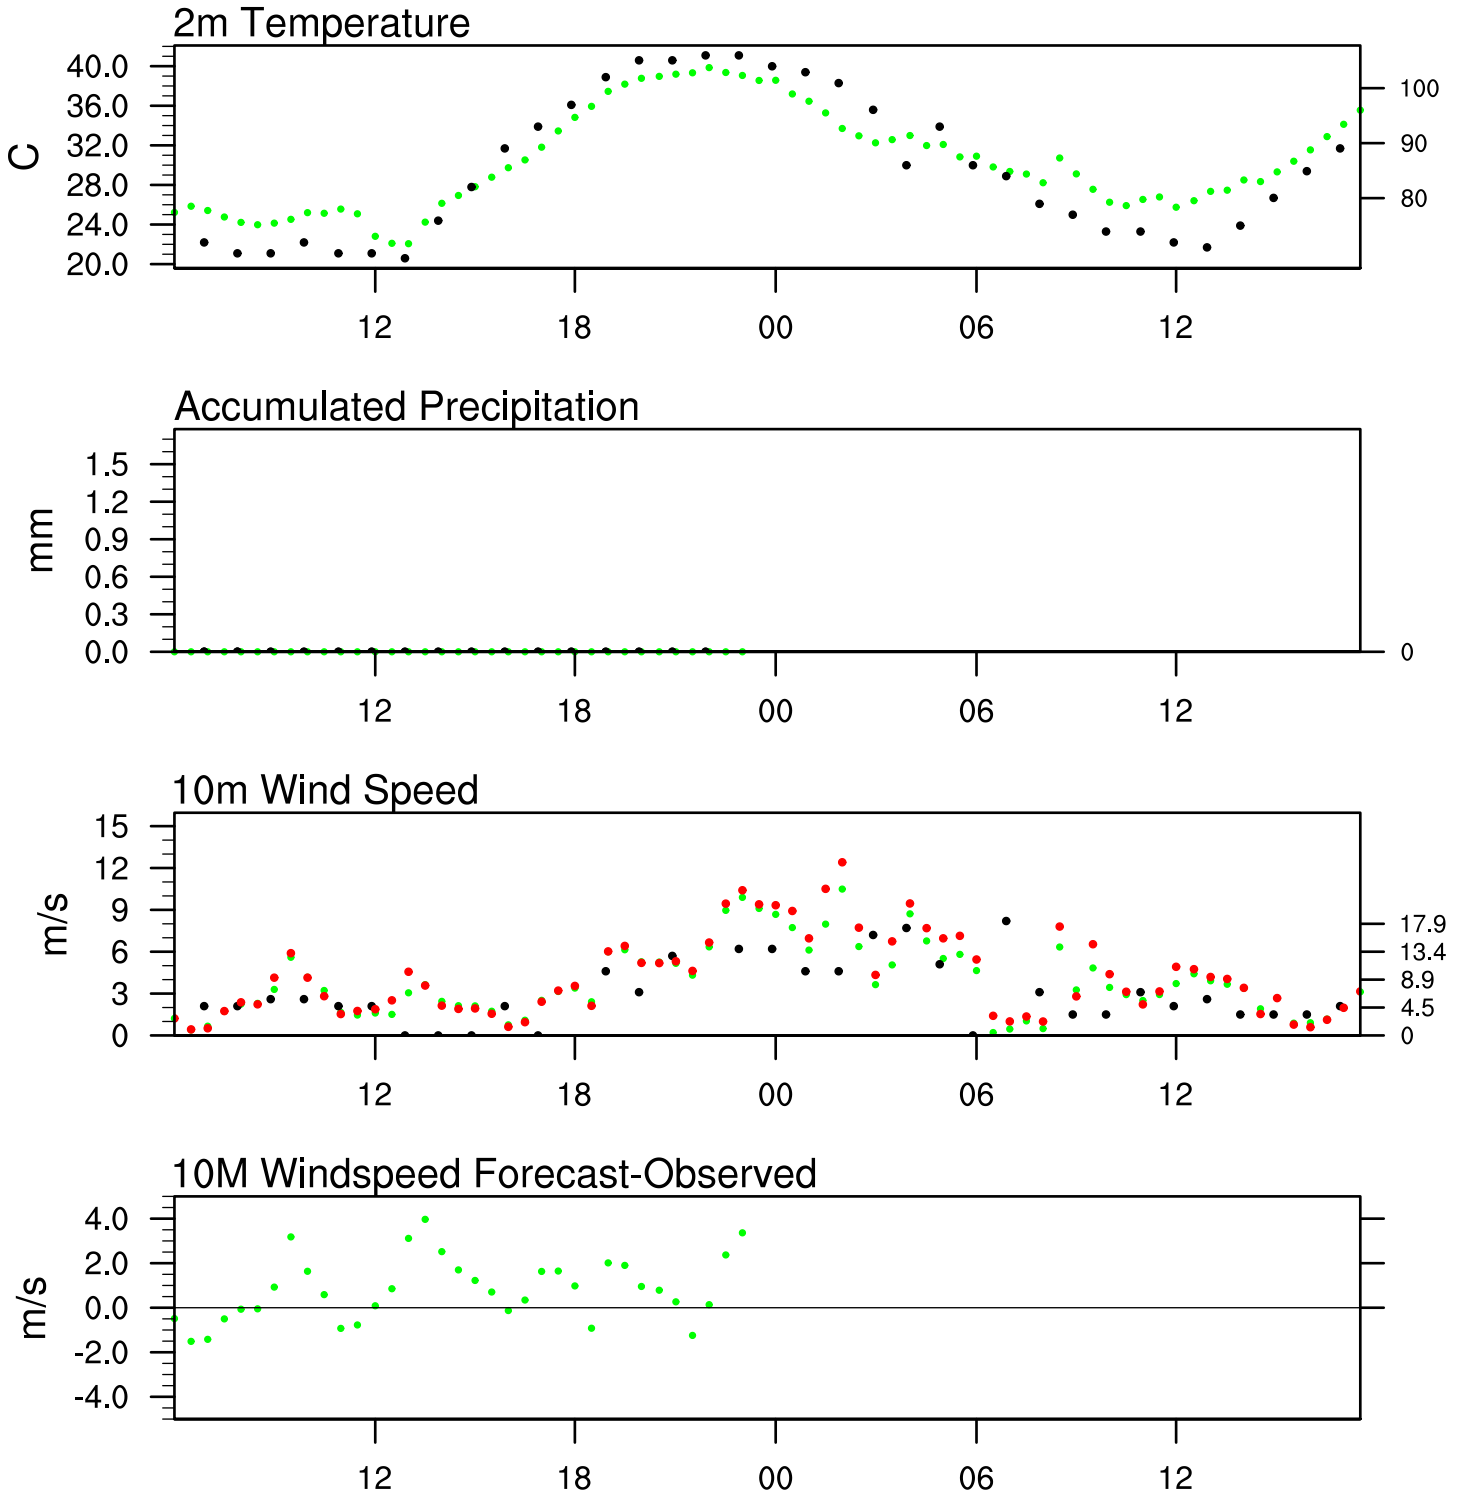 2m Temperature
40.0
36.0
32.0
28.0
24.0
20.0
C
100
90
80
12 18 00 06 12
Accumulated Precipitation
1.5
1.2
0.9
0.6
0.3
0.0
mm
0
12 18 00 06 12
10m Wind Speed
15
12
9
6
3
0
m/s
17.9
13.4
8.9
4.5
0
12 18 00 06 12
10M Windspeed Forecast-Observed
4.0
2.0
0.0
-2.0
-4.0
m/s
12 18 00 06 12